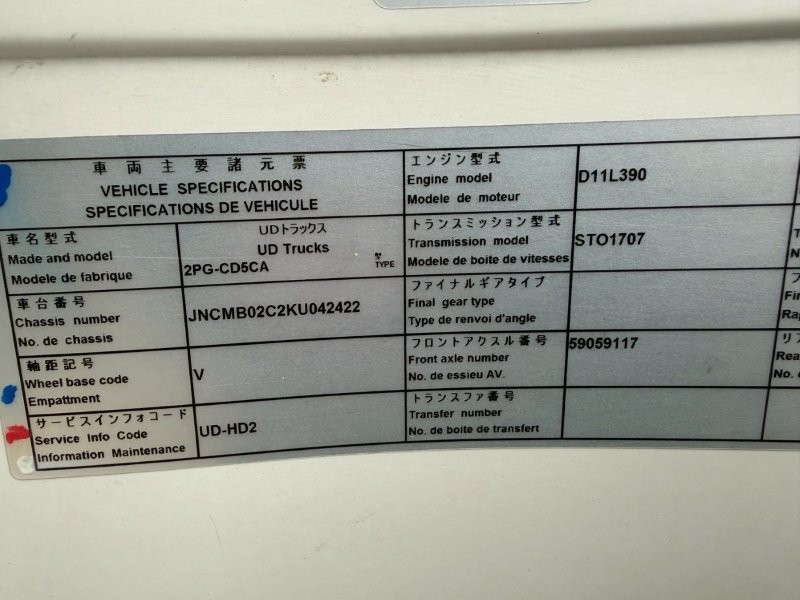 車両主要諸元票
VEHICLE SPECIFICATIONS
SPECIFICATIONS DE VEHICULE
車名型式
Made and model
Modele de fabrique
UDトラックス
UD Trucks
2PG-CD5CA
型
TYPE
車台番号
Chassis number
No. de chassis
JNCMB02C2KU042422
軸距記号
Wheel base code
Empattment
V
サービスインフォコード
Service Info Code
Information Maintenance
UD-HD2
エンジン型式
Engine model
Modele de moteur
D11L390
トランスミッション型式
Transmission model
Modele de boite de vitesses
STO1707
ファイナルギアタイプ
Final gear type
Type de renvoi d'angle
フロントアクスル番号
Front axle number
No. de essieu AV.
59059117
トランスファ番号
Transfer number
No. de boite de transfert